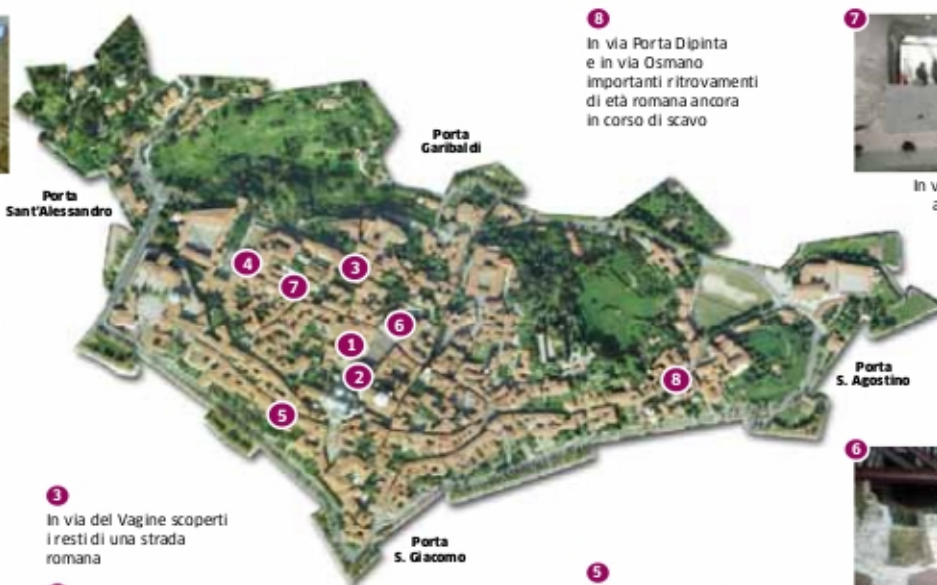 8
In via Porta Dipinta
e in via Osmano
importanti ritrovamenti
di età romana ancora
in corso di scavo
7
In v
a
Porta
Garibaldi
Porta
Sant'Alessandro
4
3
7
6
1
2
8
5
Porta
S. Agostino
6
3
In via del Vagine scoperti
i resti di una strada
romana
Porta
S. Giacomo
5